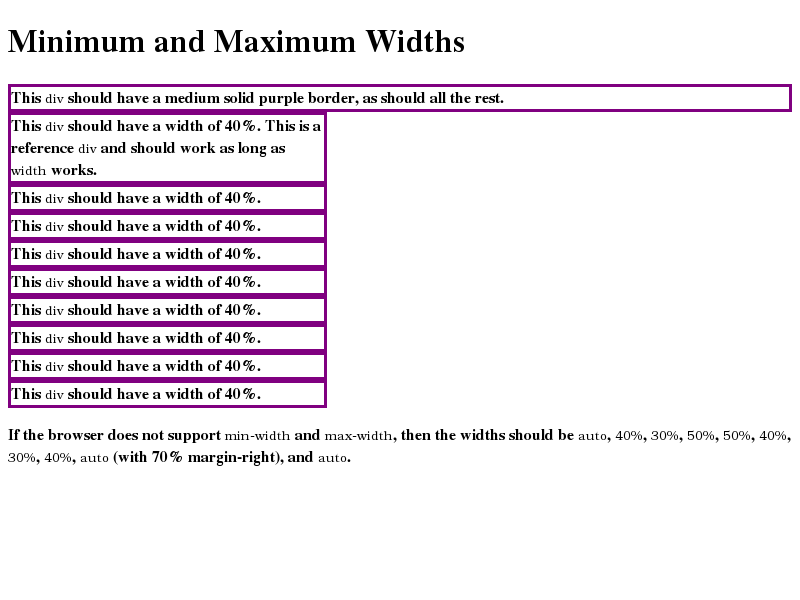 Minimum and Maximum Widths
This div should have a medium solid purple border, as should all the rest.
This div should have a width of 40%. This is a
reference div and should work as long as
width works.
This div should have a width of 40%.
This div should have a width of 40%.
This div should have a width of 40%.
This div should have a width of 40%.
This div should have a width of 40%.
This div should have a width of 40%.
This div should have a width of 40%.
This div should have a width of 40%.
If the browser does not support min-width and max-width, then the widths should be auto, 40%, 30%, 50%, 50%, 40%,
30%, 40%, auto (with 70% margin-right), and auto.